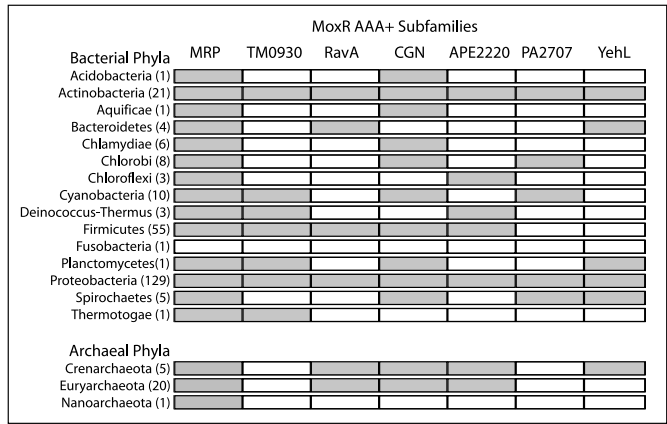 MoxR AAA+ Subfamilies
Bacterial Phyla MRP TM0930 RavA CGN APE2220 PA2707 YehL
Acidobacteria (1)
Actinobacteria (21)
Aquificae (1)
Bacteroidetes (4)
Chlamydiae (6)
Chlorobi (8)
Chloroflexi (3)
Cyanobacteria (10)
Deinococcus-Thermus (3)
Firmicutes (55)
Fusobacteria (1)
Planctomycetes(1)
Proteobacteria (129)
Spirochaetes (5)
Thermotogae (1)
Archaeal Phyla
Crenarchaeota (5)
Euryarchaeota (20)
Nanoarchaeota (1)